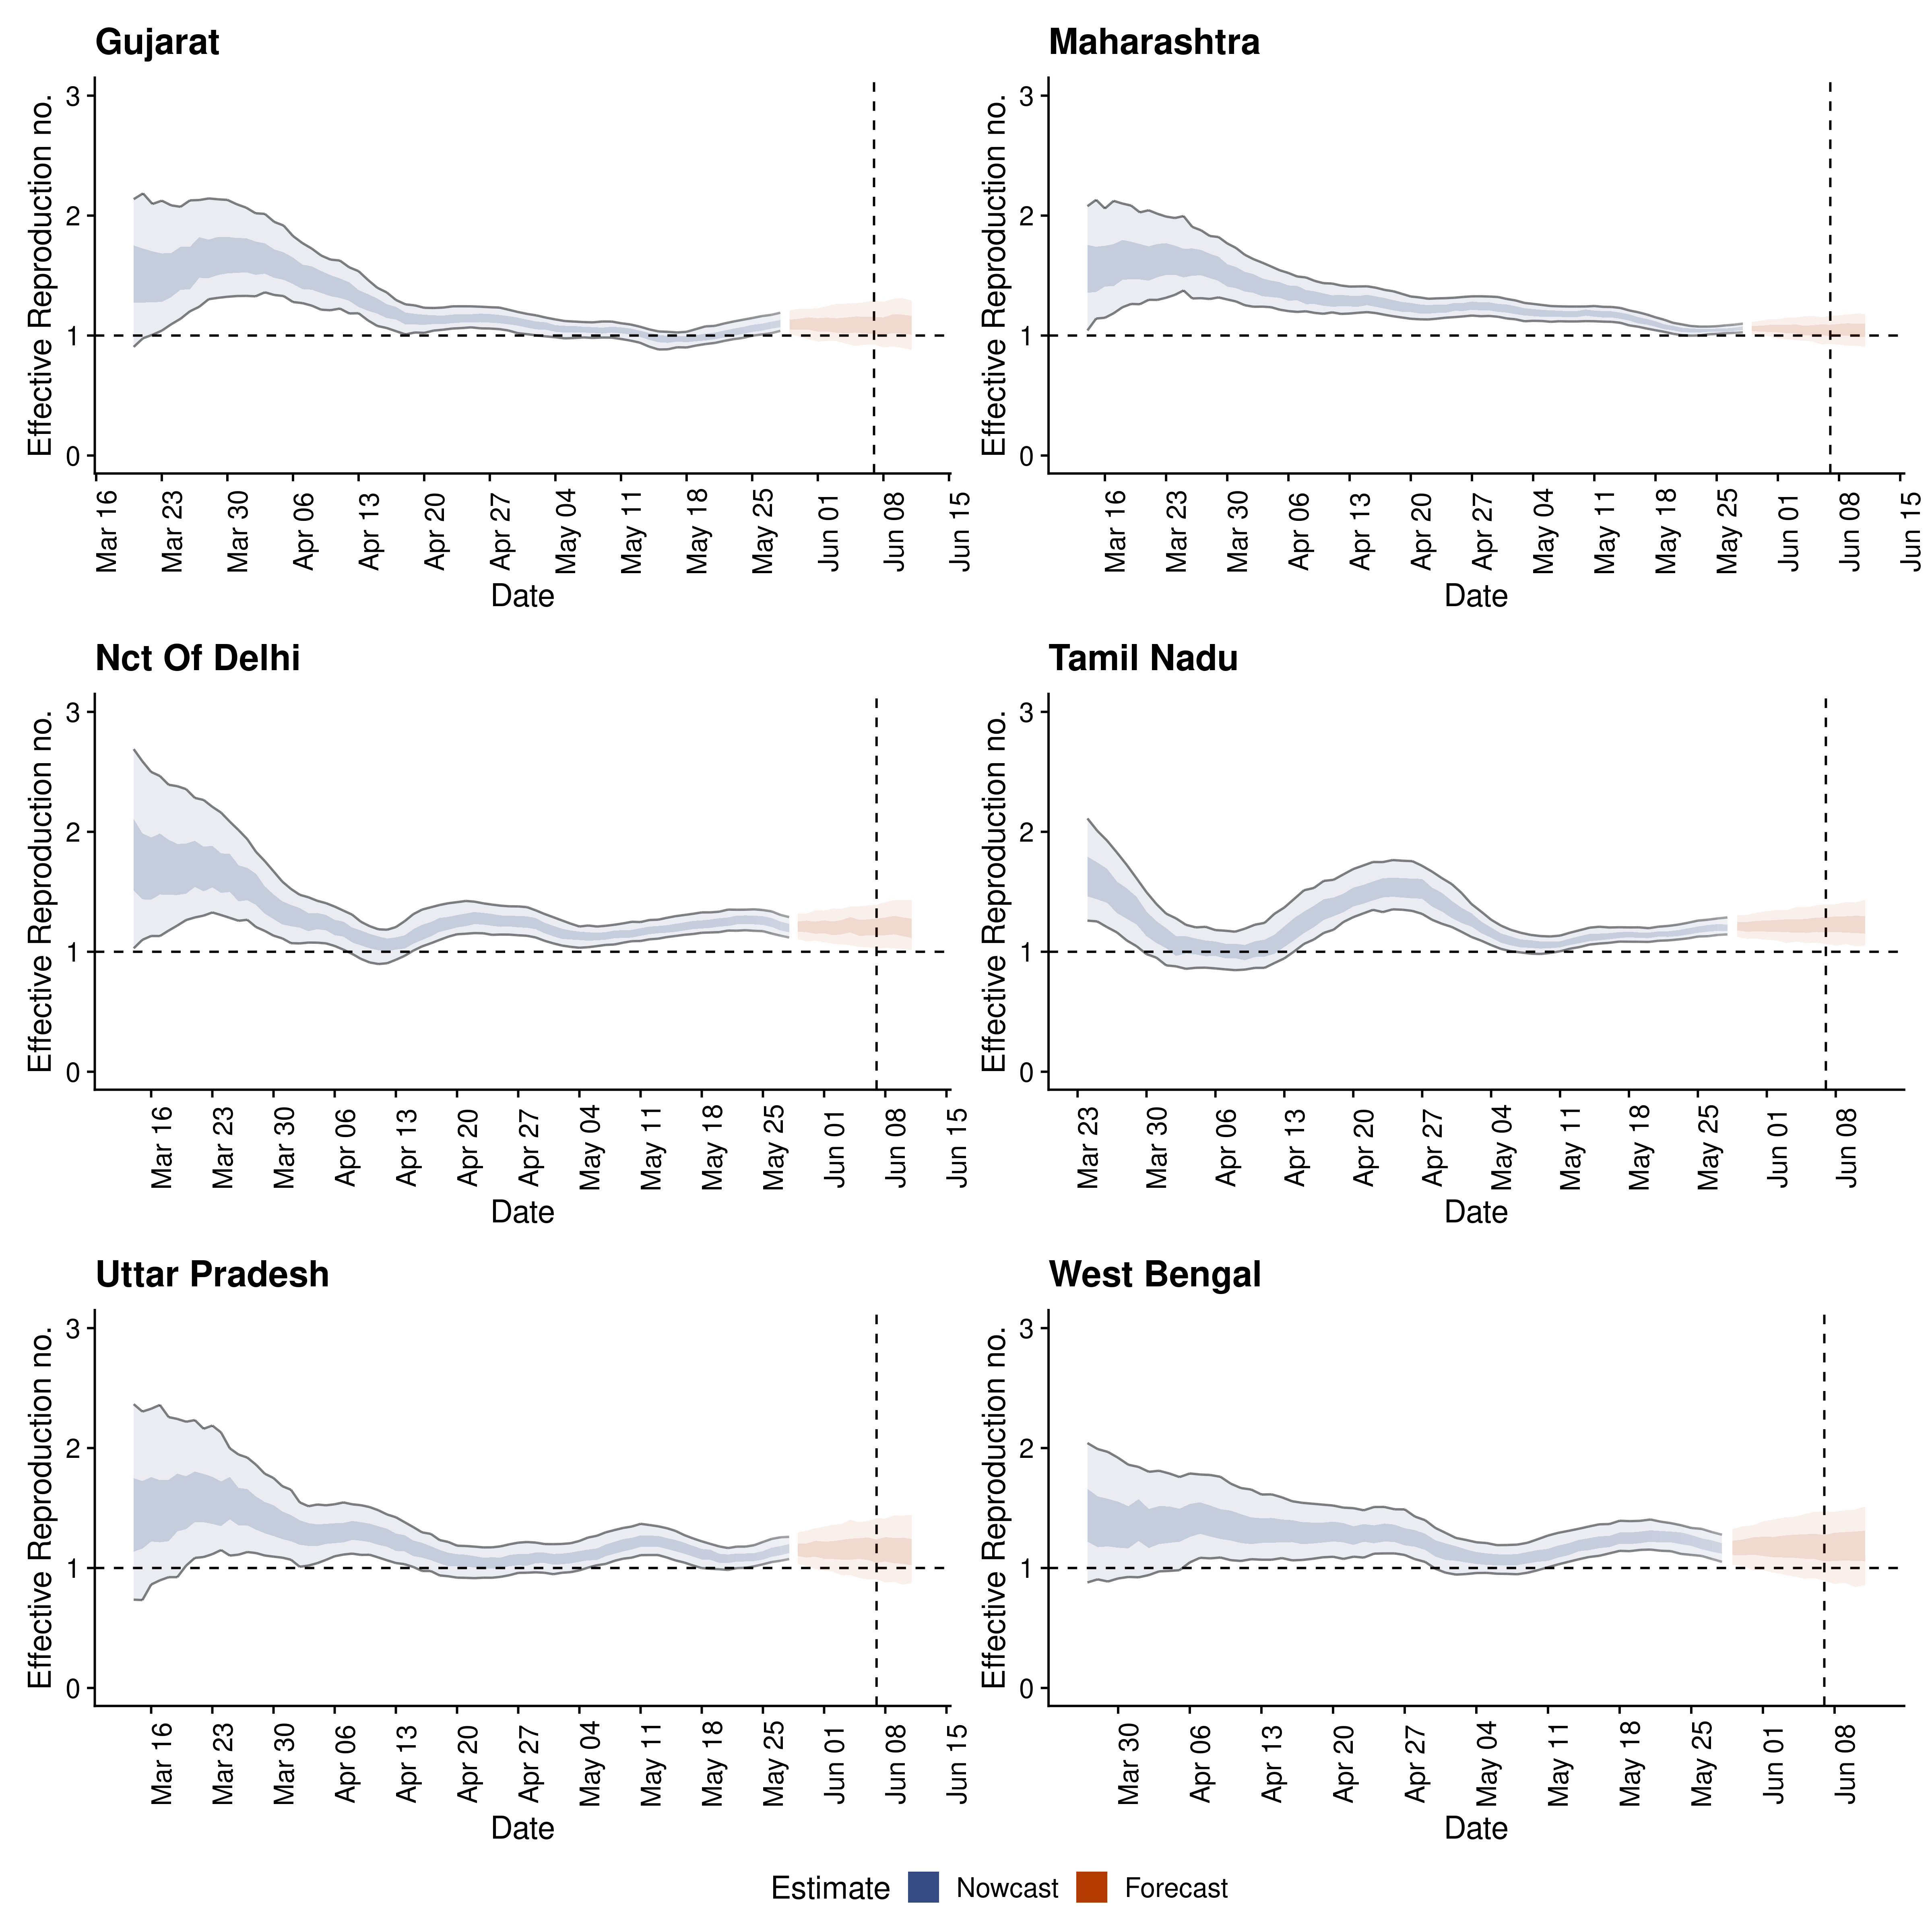 Gujarat
Effective Reproduction no.
3
2
1
0
Mar 16 Mar 23 Mar 30 Apr 06 Apr 13 Apr 20 Apr 27 May 04 May 11 May 18 May 25 Jun 01 Jun 08 Jun 15
Date
Maharashtra
Effective Reproduction no.
3
2
1
0
Mar 16 Mar 23 Mar 30 Apr 06 Apr 13 Apr 20 Apr 27 May 04 May 11 May 18 May 25 Jun 01 Jun 08 Jun 15
Date
Nct Of Delhi
Effective Reproduction no.
3
2
1
0
Mar 16 Mar 23 Mar 30 Apr 06 Apr 13 Apr 20 Apr 27 May 04 May 11 May 18 May 25 Jun 01 Jun 08 Jun 15
Date
Tamil Nadu
Effective Reproduction no.
3
2
1
0
Mar 23 Mar 30 Apr 06 Apr 13 Apr 20 Apr 27 May 04 May 11 May 18 May 25 Jun 01 Jun 08
Date
Uttar Pradesh
Effective Reproduction no.
3
2
1
0
Mar 16 Mar 23 Mar 30 Apr 06 Apr 13 Apr 20 Apr 27 May 04 May 11 May 18 May 25 Jun 01 Jun 08 Jun 15
Date
West Bengal
Effective Reproduction no.
3
2
1
0
Mar 30 Apr 06 Apr 13 Apr 20 Apr 27 May 04 May 11 May 18 May 25 Jun 01 Jun 08
Date
Estimate Nowcast Forecast